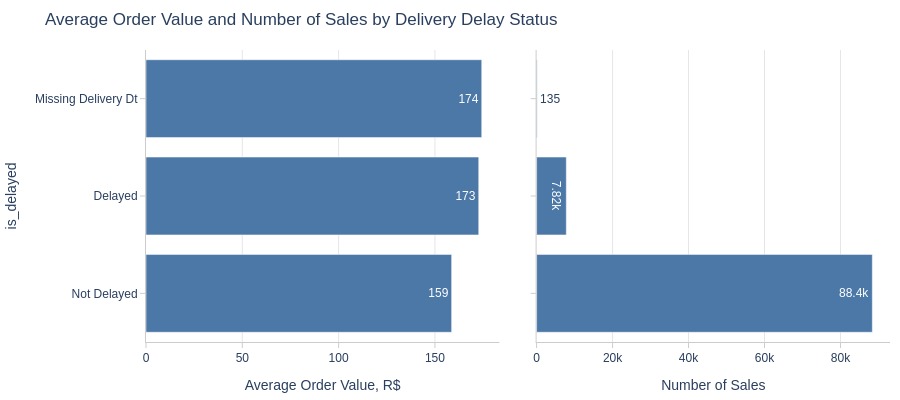 Average Order Value and Number of Sales by Delivery Delay Status
is_delayed
Missing Delivery Dt
174
135
Delayed
173
7.82k
Not Delayed
159
88.4k
0 50 100 150
0 20k 40k 60k 80k
Average Order Value, R$
Number of Sales